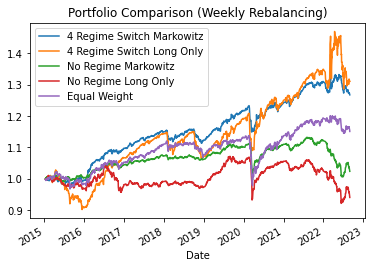 Portfolio Comparison (Weekly Rebalancing)
4 Regime Switch Markowitz
4 Regime Switch Long Only
No Regime Markowitz
No Regime Long Only
Equal Weight
1.4
1.3
1.2
1.1
1.0
0.9
2015
2016
2017
2018
2019
2020
2021
2022
2023
Date